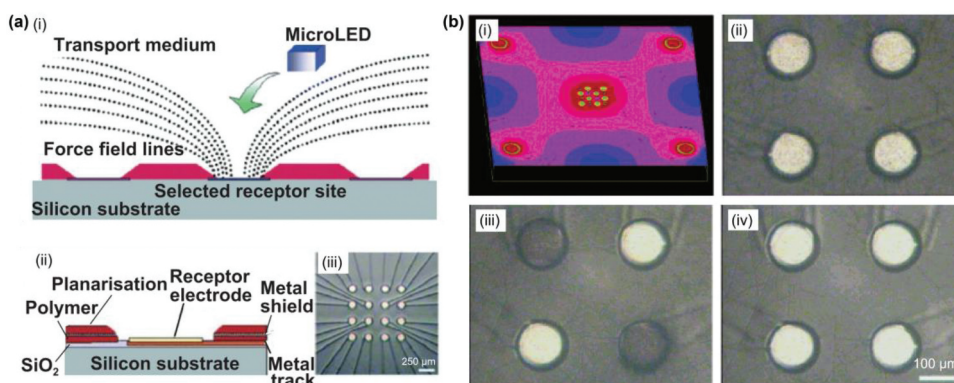 (a)
(i)
Transport medium
MicroLED
Force field lines
Selected receptor site
Silicon substrate
(ii)
Planarisation
Polymer
Receptor
electrode
Metal
shield
SiO₂
Silicon substrate
Metal
track
(iii)
250 μm
(b)
(i)
(ii)
(iii)
(iv)
100 μm